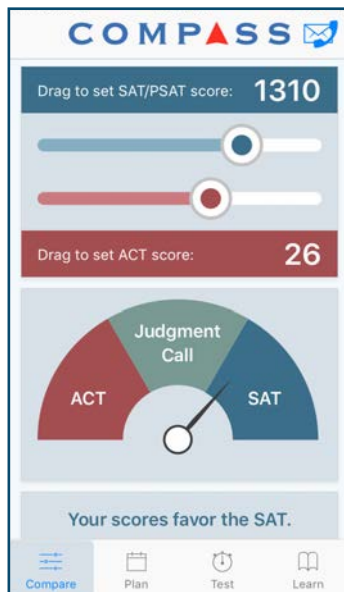 COMPASS
Drag to set SAT/PSAT score: 1310
Drag to set ACT score: 26
Judgment
Call
ACT
SAT
Your scores favor the SAT.
Compare Plan Test Learn